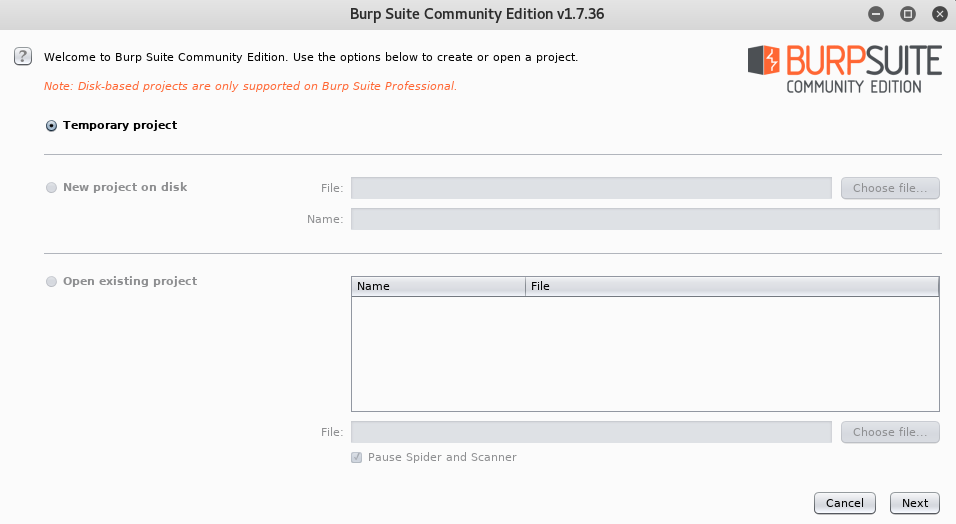 Burp Suite Community Edition v1.7.36
? Welcome to Burp Suite Community Edition. Use the options below to create or open a project.
Note: Disk-based projects are only supported on Burp Suite Professional.
BURPSUITE
COMMUNITY EDITION
Temporary project
New project on disk File: Choose file...
Name:
Open existing project
Name File
File: Choose file...
Pause Spider and Scanner
Cancel Next